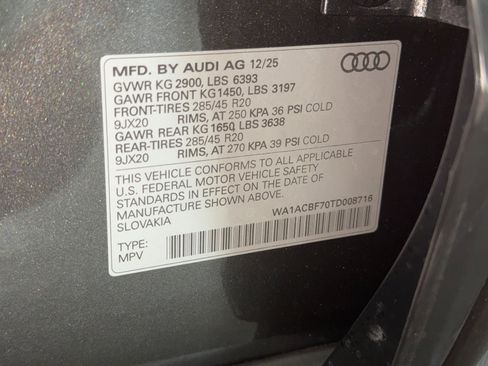 MFD. BY AUDI AG 12/25
GVWR KG 2900, LBS 6393
GAWR FRONT KG1450, LBS 3197
FRONT-TIRES 285/45 R20
9JX20 RIMS, AT 250 KPA 36 PSI COLD
GAWR REAR KG 1650, LBS 3638
REAR-TIRES 285/45 R20
9JX20 RIMS, AT 270 KPA 39 PSI COLD
THIS VEHICLE CONFORMS TO ALL APPLICABLE
U.S. FEDERAL MOTOR VEHICLE SAFETY
STANDARDS IN EFFECT ON THE DATE OF
MANUFACTURE SHOWN ABOVE.
SLOVAKIA WA1ACBF70TD008716
TYPE:
MPV